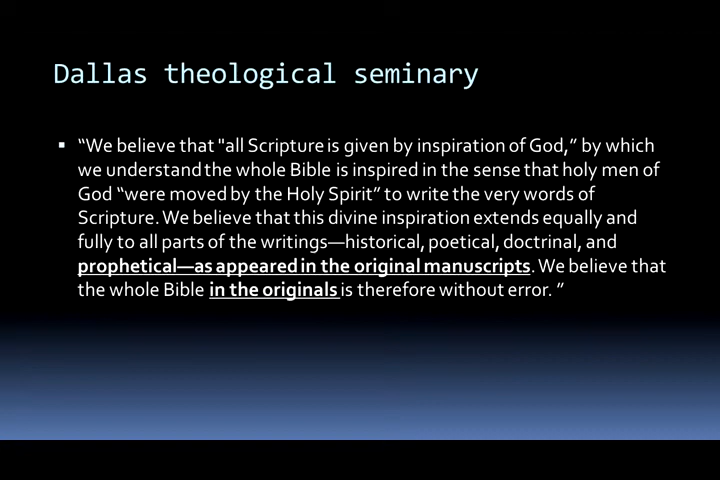 Dallas theological seminary
▪ “We believe that "all Scripture is given by inspiration of God,” by which
we understand the whole Bible is inspired in the sense that holy men of
God “were moved by the Holy Spirit” to write the very words of
Scripture. We believe that this divine inspiration extends equally and
fully to all parts of the writings—historical, poetical, doctrinal, and
prophetical—as appeared in the original manuscripts. We believe that
the whole Bible in the originals is therefore without error. ”